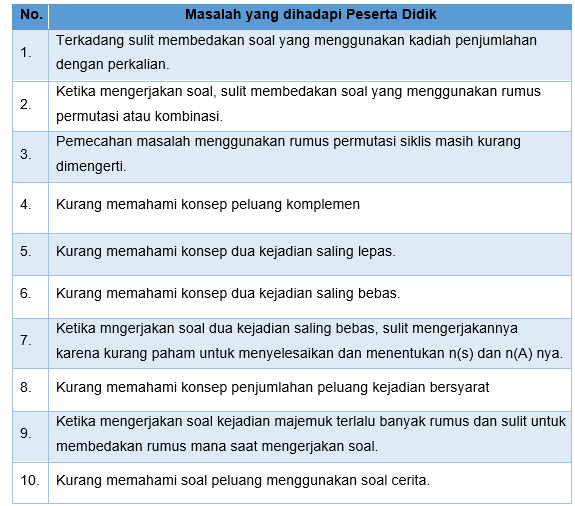 No. Masalah yang dihadapi Peserta Didik
1. Terkadang sulit membedakan soal yang menggunakan kadiah penjumlahan
dengan perkalian.
2. Ketika mengerjakan soal, sulit membedakan soal yang menggunakan rumus
permutasi atau kombinasi.
3. Pemecahan masalah menggunakan rumus permutasi siklis masih kurang
dimengerti.
4. Kurang memahami konsep peluang komplemen
5. Kurang memahami konsep dua kejadian saling lepas.
6. Kurang memahami konsep dua kejadian saling bebas.
7. Ketika mngerjakan soal dua kejadian saling bebas, sulit mengerjakannya
karena kurang paham untuk menyelesaikan dan menentukan n(s) dan n(A) nya.
8. Kurang memahami konsep penjumlahan peluang kejadian bersyarat
9. Ketika mengerjakan soal kejadian majemuk terlalu banyak rumus dan sulit untuk
membedakan rumus mana saat mengerjakan soal.
10. Kurang memahami soal peluang menggunakan soal cerita.